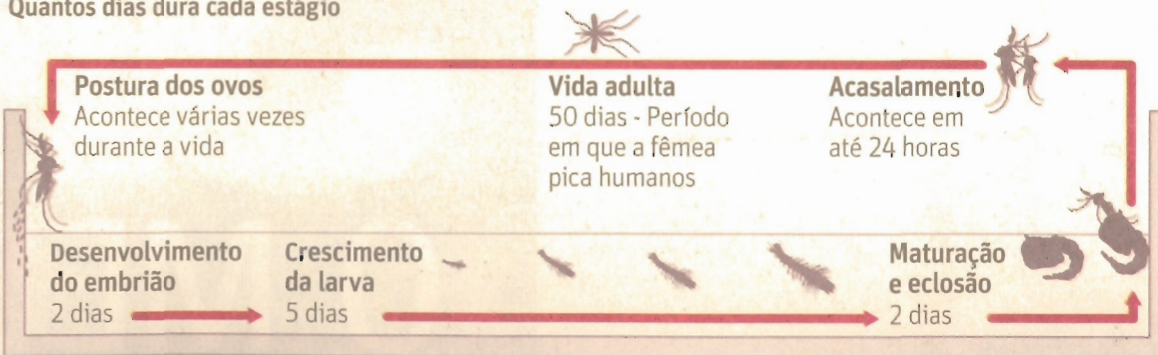 Quantos dias dura cada estágio
Postura dos ovos
Acontece várias vezes
durante a vida
Vida adulta
50 dias - Período
em que a fêmea
pica humanos
Acasalamento
Acontece em
até 24 horas
Desenvolvimento
do embrião
2 dias
Crescimento
da larva
5 dias
Maturação
e eclosão
2 dias